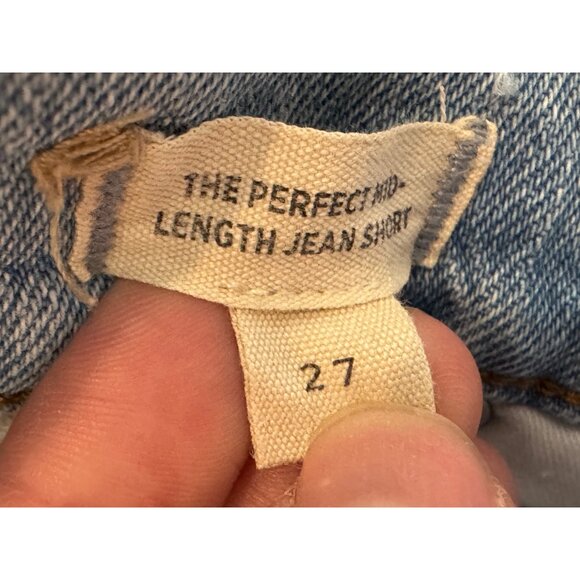 THE PERFECT MID-
LENGTH JEAN SHORT
27